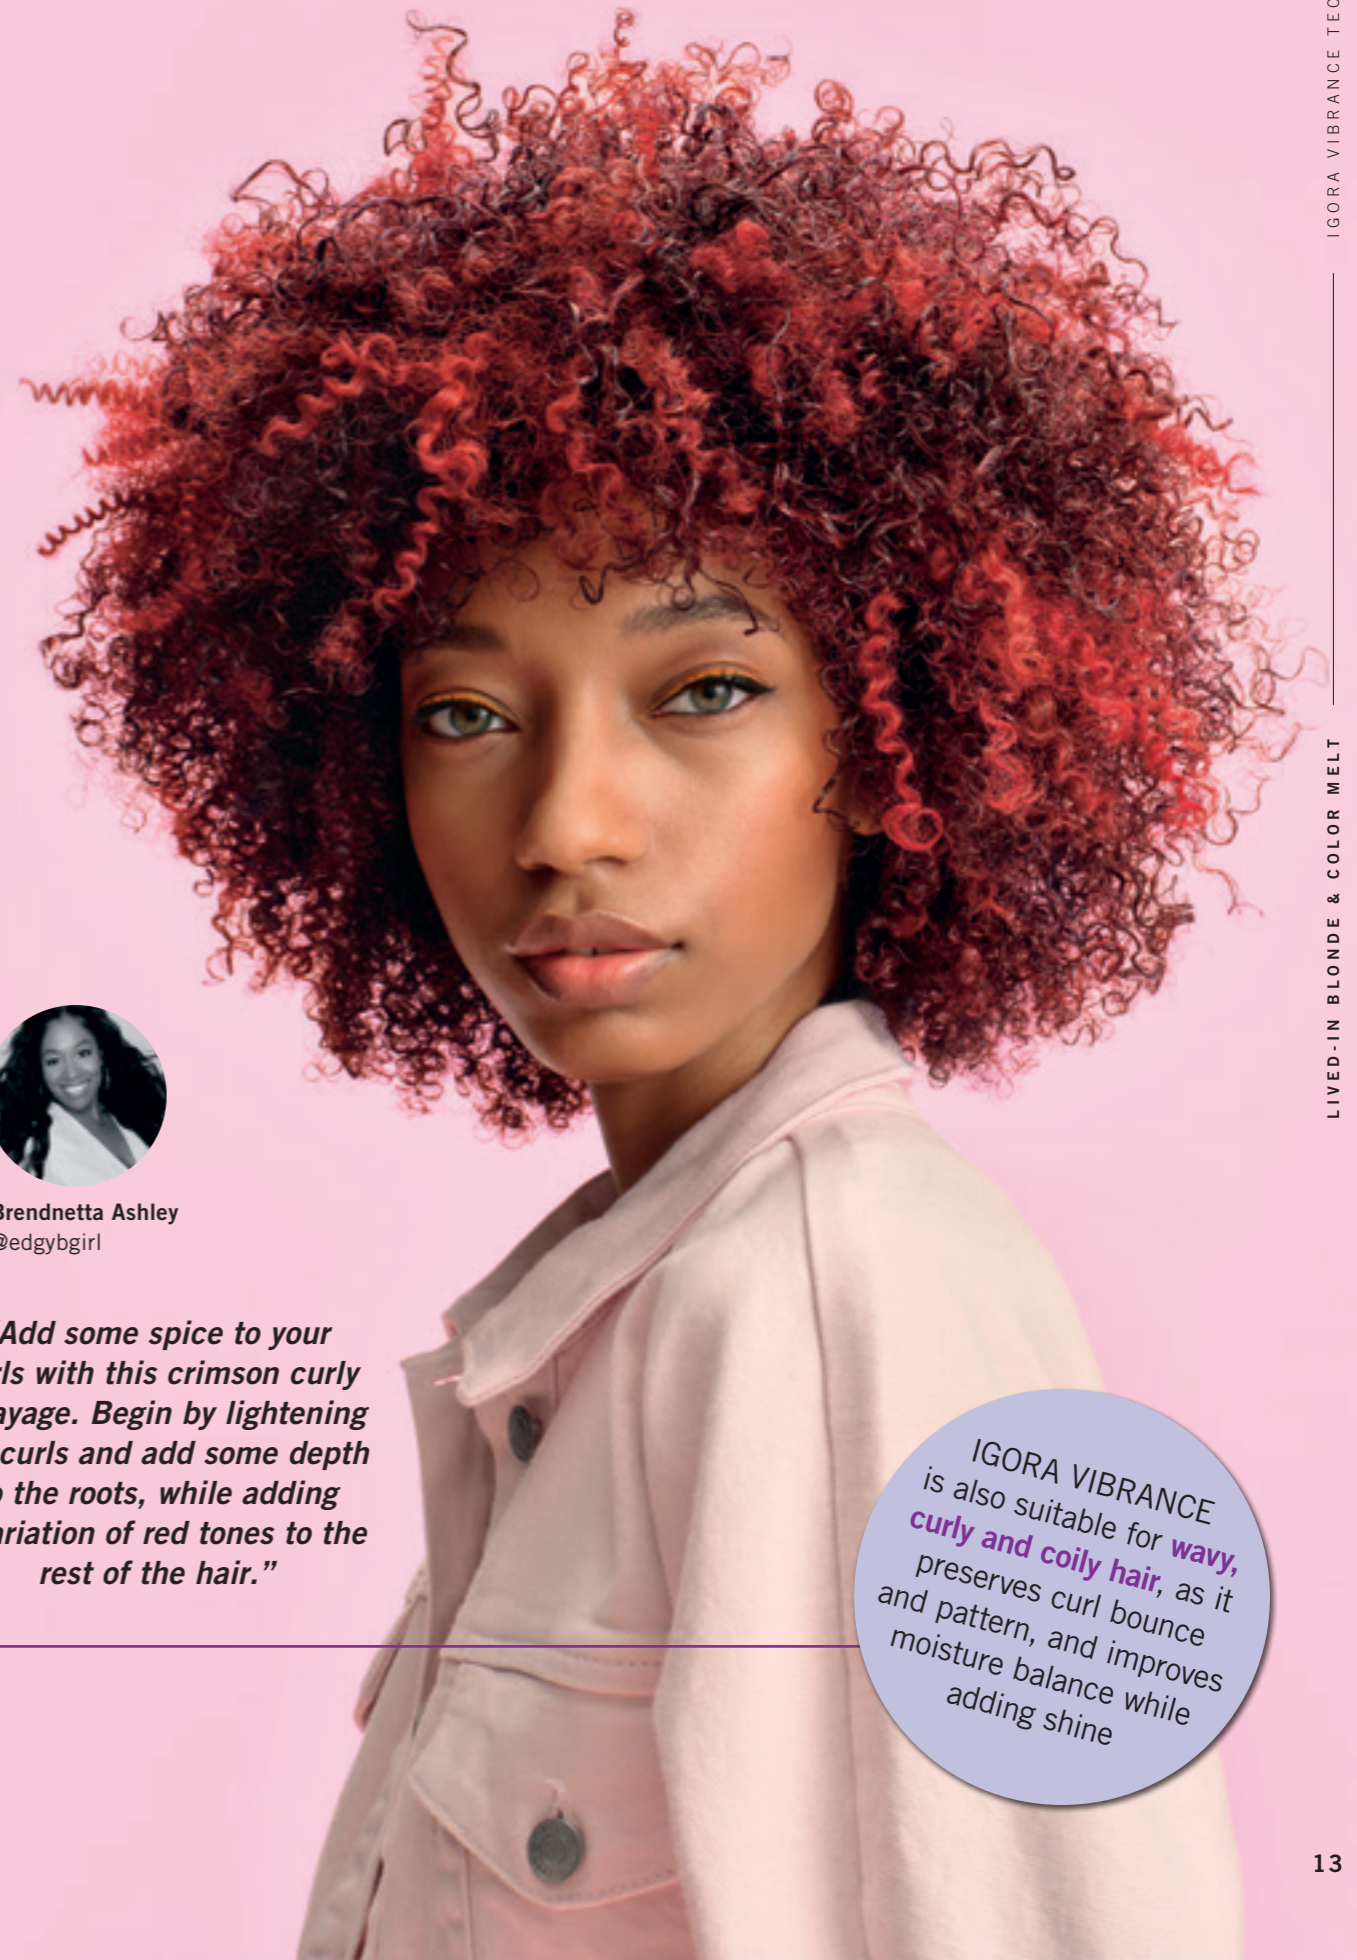 IGORA VIBRANCE
LIVED-IN BLONDE & COLOR MELT
Ashley
@edgybgirl
Add some spice to your
with this crimson curly
Begin by lightening
curls and add some depth
the roots, while adding
of red tones to the
rest of the hair.”
IGORA VIBRANCE
is also suitable for wavy,
curly and coily hair, as it
preserves curl bounce
and pattern, and improves
moisture balance while
adding shine
13